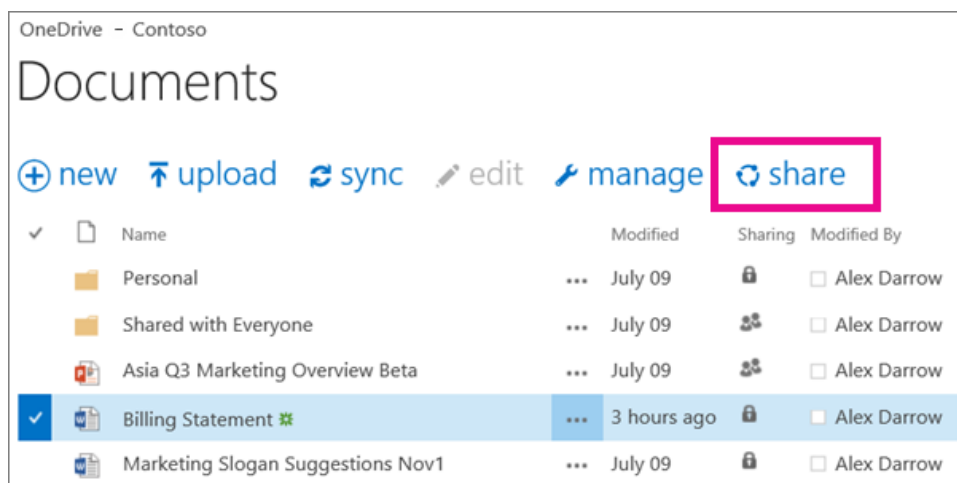 OneDrive - Contoso
Documents
new upload sync edit manage share
Name Modified Sharing Modified By
Personal ... July 09 Alex Darrow
Shared with Everyone ... July 09 Alex Darrow
Asia Q3 Marketing Overview Beta ... July 09 Alex Darrow
Billing Statement ... 3 hours ago Alex Darrow
Marketing Slogan Suggestions Nov1 ... July 09 Alex Darrow